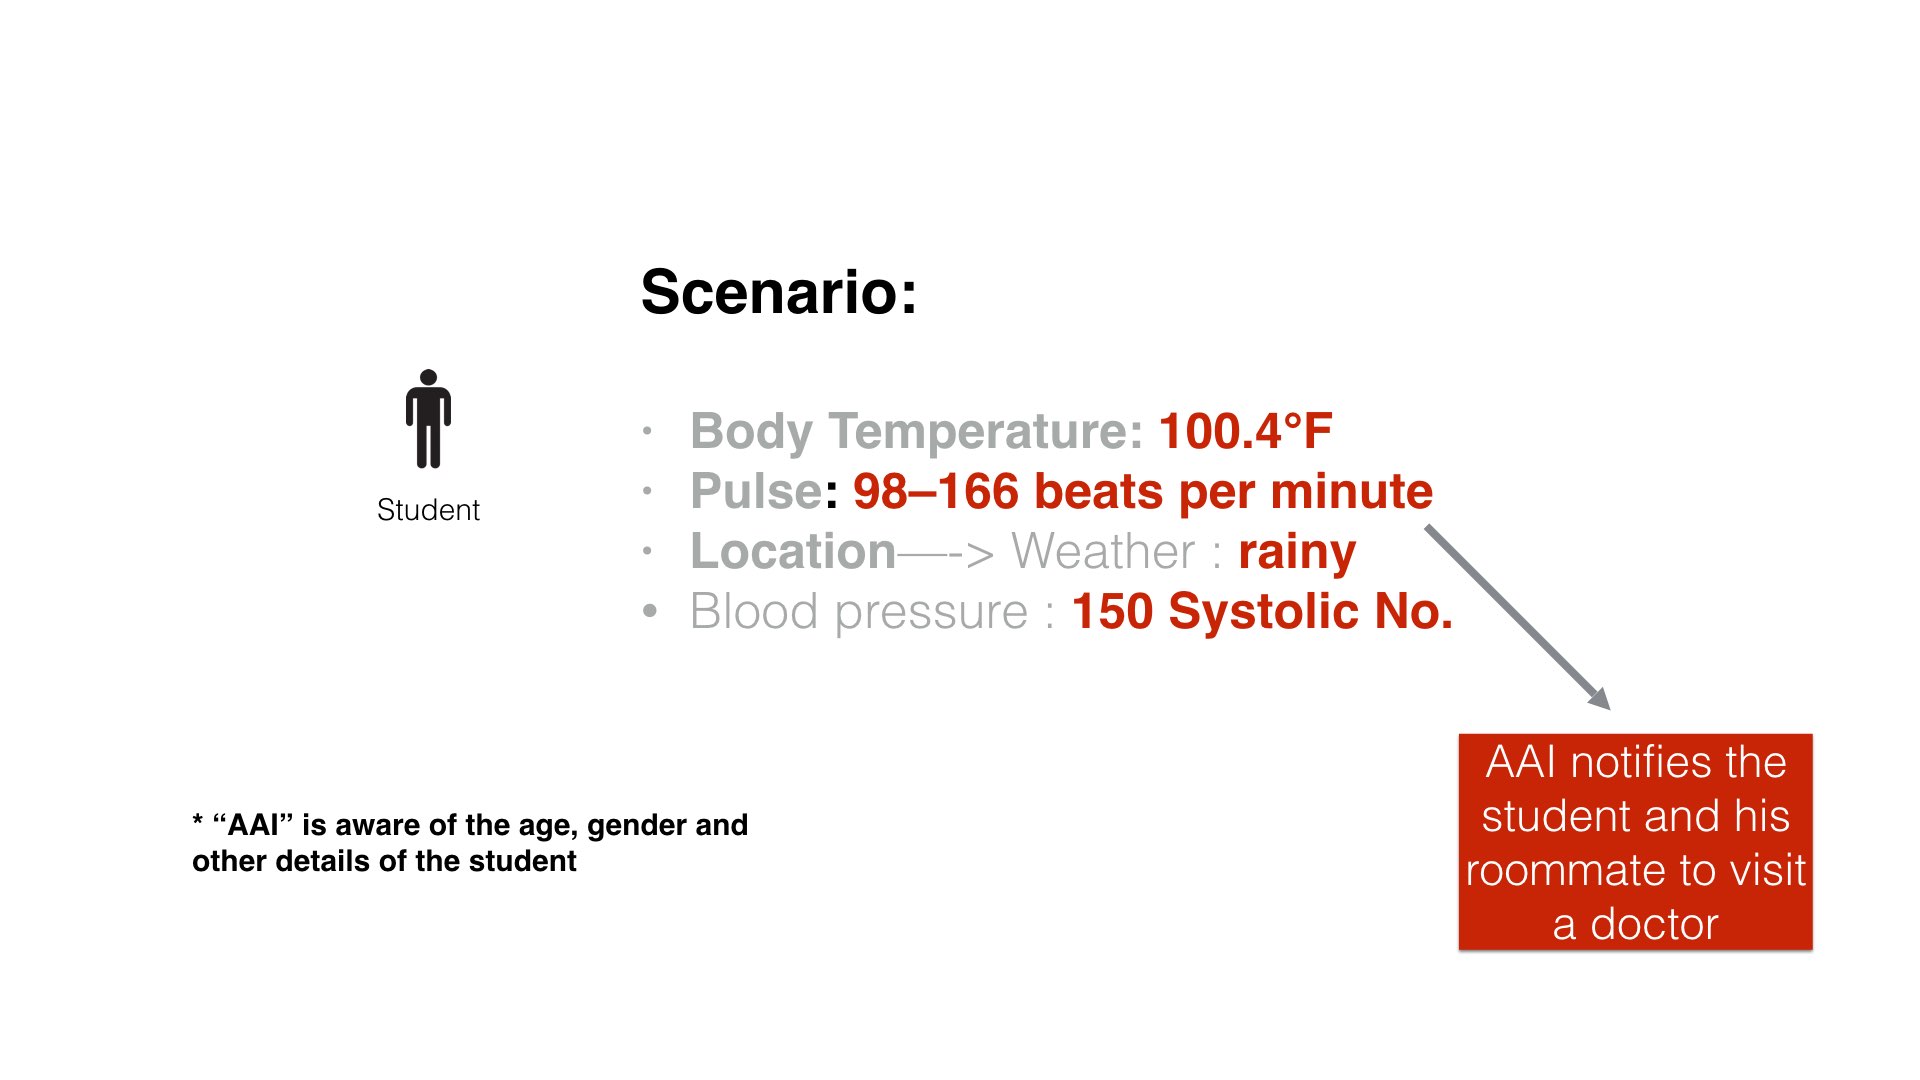 Scenario:
Student
· Body Temperature: 100.4°F
· Pulse: 98–166 beats per minute
· Location—-> Weather : rainy
• Blood pressure : 150 Systolic No.
AAI notifies the
student and his
roommate to visit
a doctor
* “AAI” is aware of the age, gender and
other details of the student